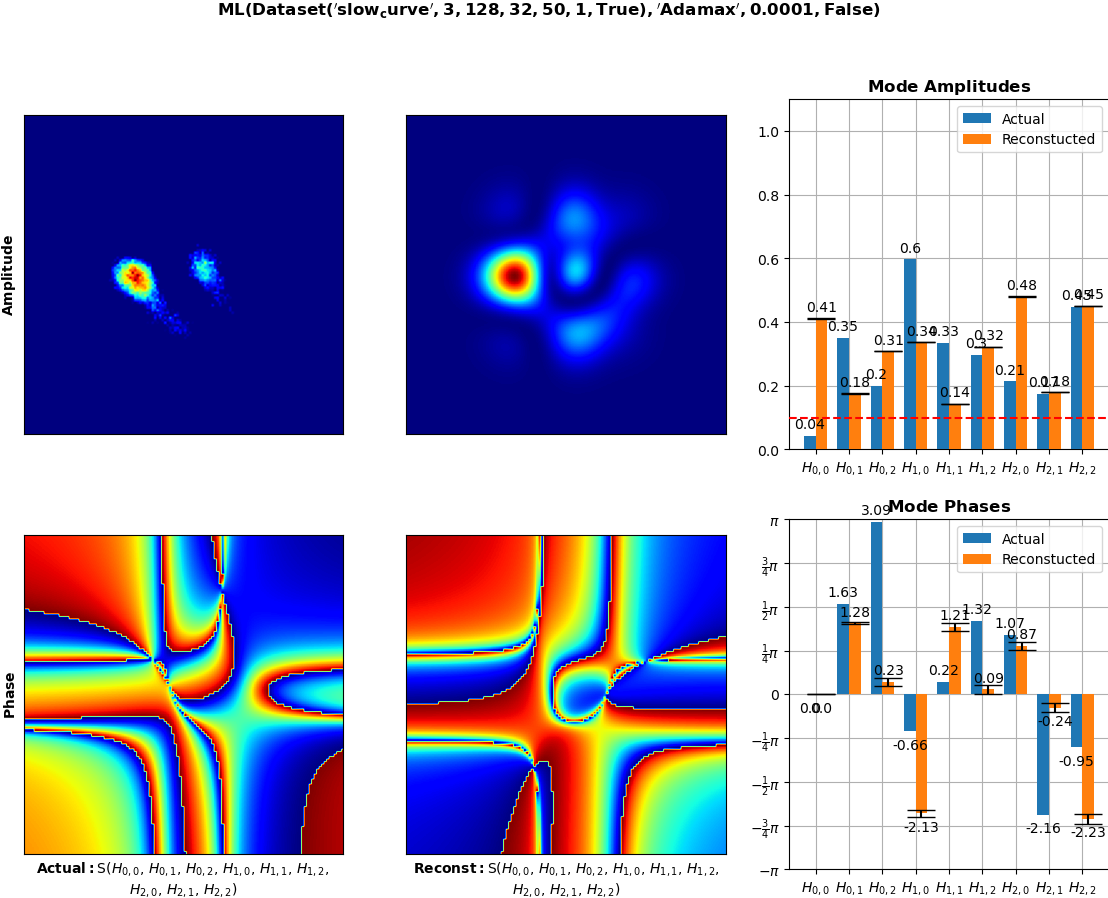 ML(Dataset('slow_curve', 3, 128, 32, 50, 1, True), 'Adamax', 0.0001, False)
Amplitude
Mode Amplitudes
Actual
Reconstucted
1.0
0.8
0.6
0.4
0.2
0.0
0.04
0.41
0.35
0.18
0.2
0.31
0.6
0.34
0.33
0.14
0.3
0.32
0.21
0.48
0.17
0.18
0.45
0.45
H0,0 H0,1 H0,2 H1,0 H1,1 H1,2 H2,0 H2,1 H2,2
Phase
Mode Phases
Actual
Reconstucted
π
3/4π
1/2π
1/4π
0
−1/4π
−1/2π
−3/4π
−π
0.0
0.0
1.63
1.28
3.09
0.23
-0.66
-2.13
0.22
1.21
1.32
0.09
1.07
0.87
-2.16
-0.24
-0.95
-2.23
H0,0 H0,1 H0,2 H1,0 H1,1 H1,2 H2,0 H2,1 H2,2
Actual: S(H0,0, H0,1, H0,2, H1,0, H1,1, H1,2,
H2,0, H2,1, H2,2)
Reconst: S(H0,0, H0,1, H0,2, H1,0, H1,1, H1,2,
H2,0, H2,1, H2,2)